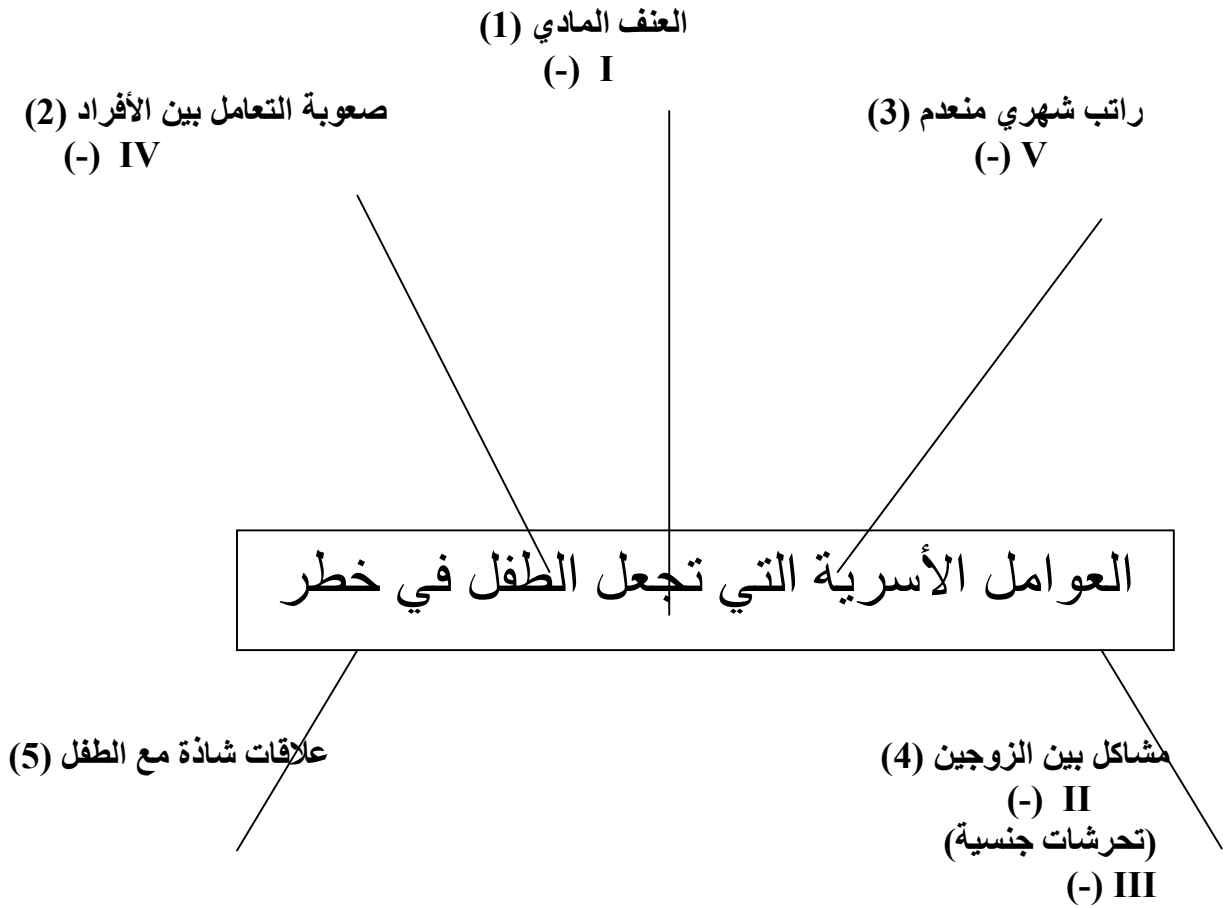 العنف المادي (1)
(-) I
صعوبة التعامل بين الأفراد (2)
(-) IV
راتب شهري منعدم (3)
(-) V
العوامل الأسرية التي تجعل الطفل في خطر
مشاكل بين الزوجين (4)
(-) II
(تحرشات جنسية)
(-) III
علاقات شاذة مع الطفل (5)